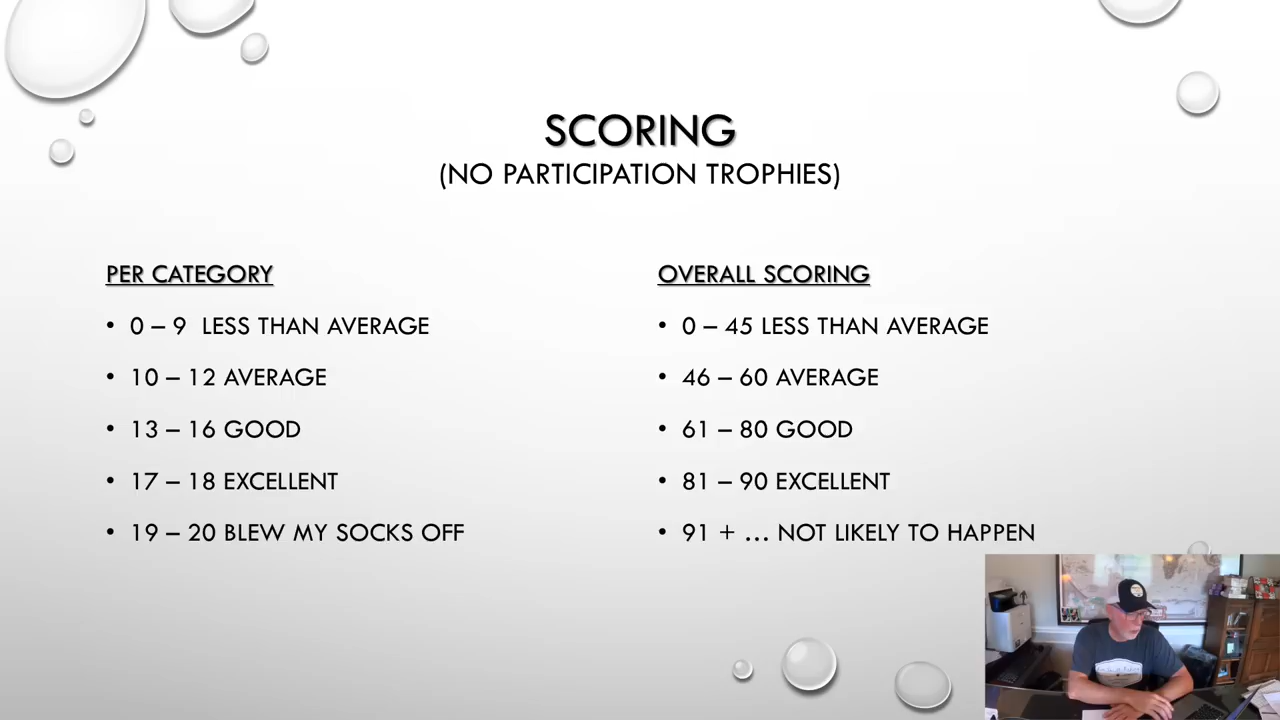 SCORING
(NO PARTICIPATION TROPHIES)
PER CATEGORY
• 0 – 9 LESS THAN AVERAGE
• 10 – 12 AVERAGE
• 13 – 16 GOOD
• 17 – 18 EXCELLENT
• 19 – 20 BLEW MY SOCKS OFF
OVERALL SCORING
• 0 – 45 LESS THAN AVERAGE
• 46 – 60 AVERAGE
• 61 – 80 GOOD
• 81 – 90 EXCELLENT
• 91 + … NOT LIKELY TO HAPPEN